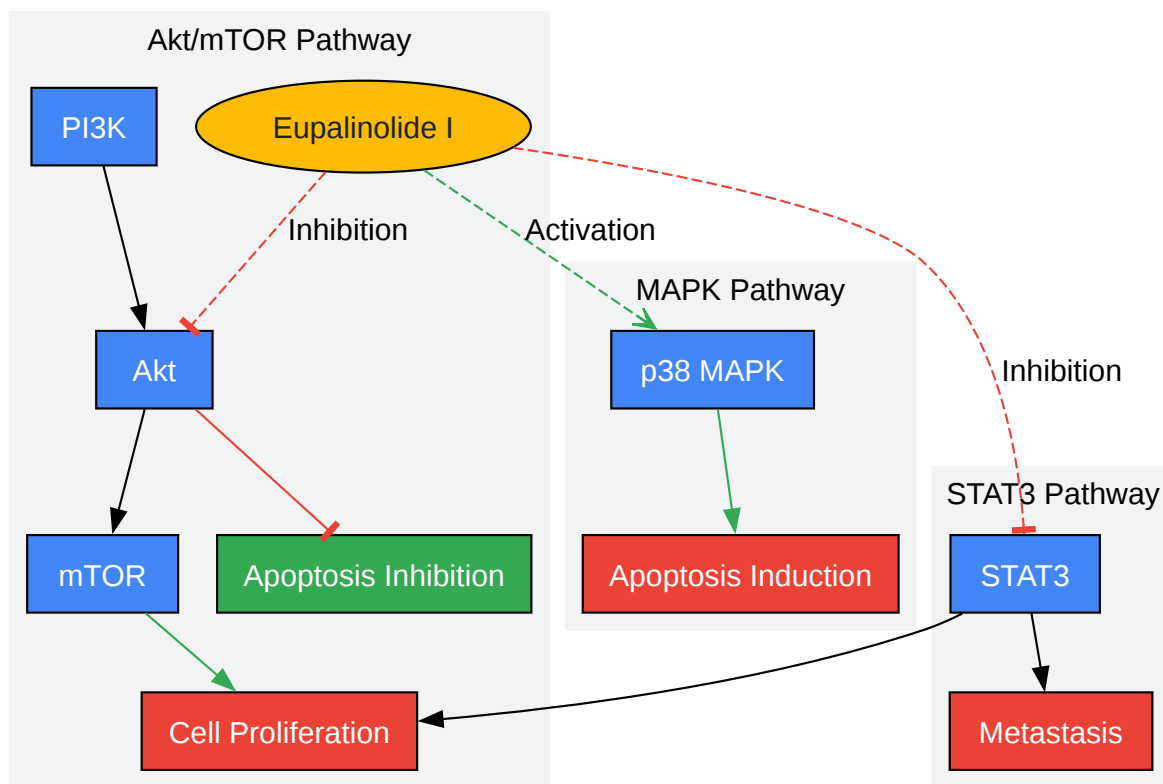 Akt/mTOR Pathway
PI3K
Eupalinolide I
Inhibition
Activation
MAPK Pathway
Akt
p38 MAPK
Inhibition
STAT3 Pathway
mTOR
Apoptosis Inhibition
Apoptosis Induction
STAT3
Cell Proliferation
Metastasis